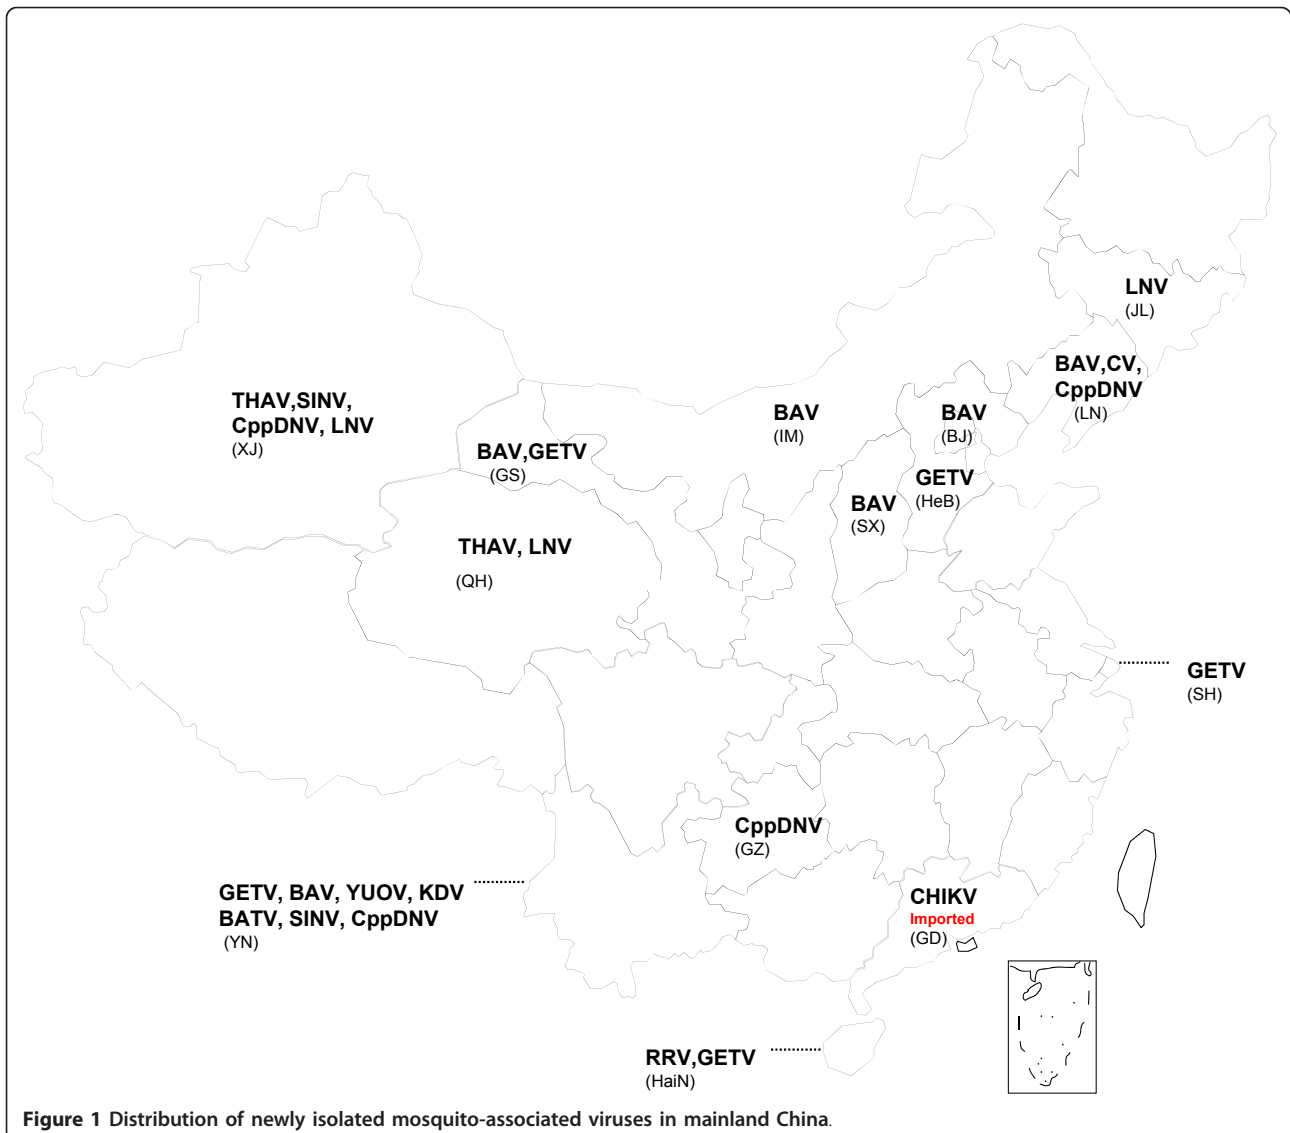 LNV
(JL)
BAV,CV,
CppDNV
(LN)
THAV,SINV,
CppDNV, LNV
(XJ)
BAV
(IM)
BAV
(BJ)
BAV,GETV
(GS)
GETV
(HeB)
BAV
(SX)
THAV, LNV
(QH)
GETV
(SH)
CppDNV
(GZ)
GETV, BAV, YUOV, KDV
BATV, SINV, CppDNV
(YN)
CHIKV
Imported
(GD)
RRV,GETV
(HaiN)
Figure 1 Distribution of newly isolated mosquito-associated viruses in mainland China.